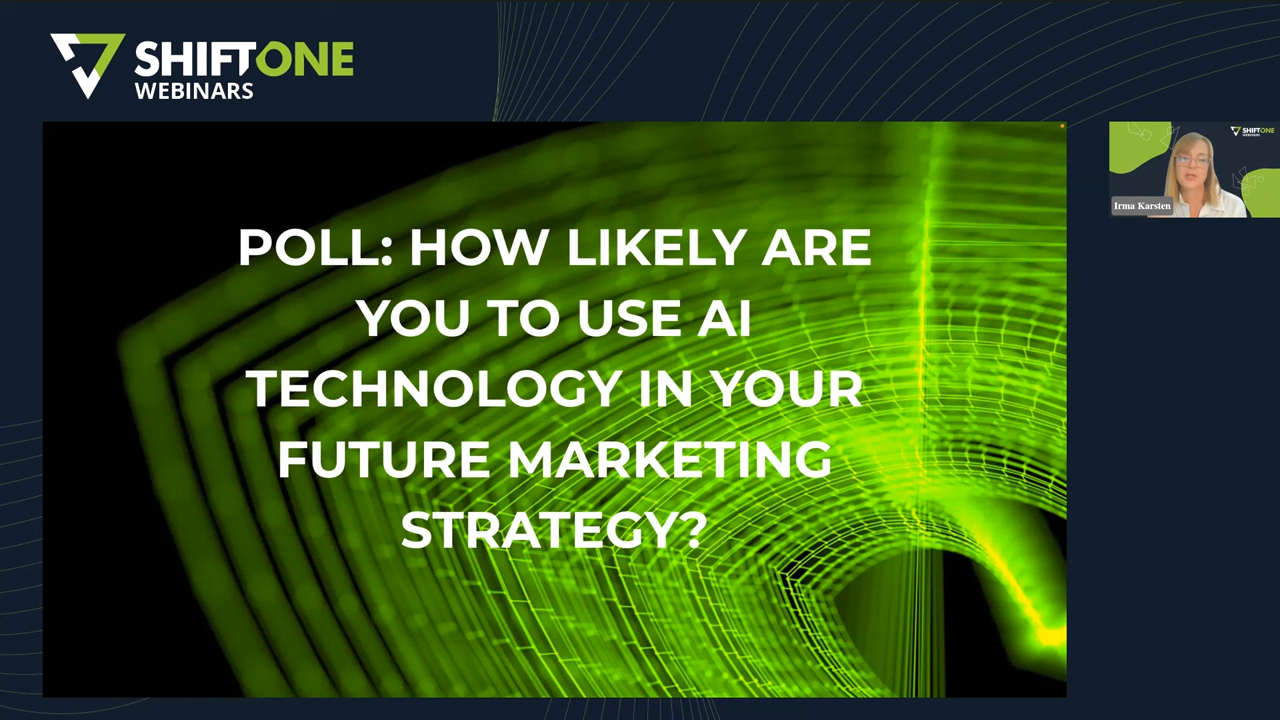 SHIFTONE
WEBINARS
POLL: HOW LIKELY ARE
YOU TO USE AI
TECHNOLOGY IN YOUR
FUTURE MARKETING
STRATEGY?
SHIFTONE
WEBINARS
Irma Karsten